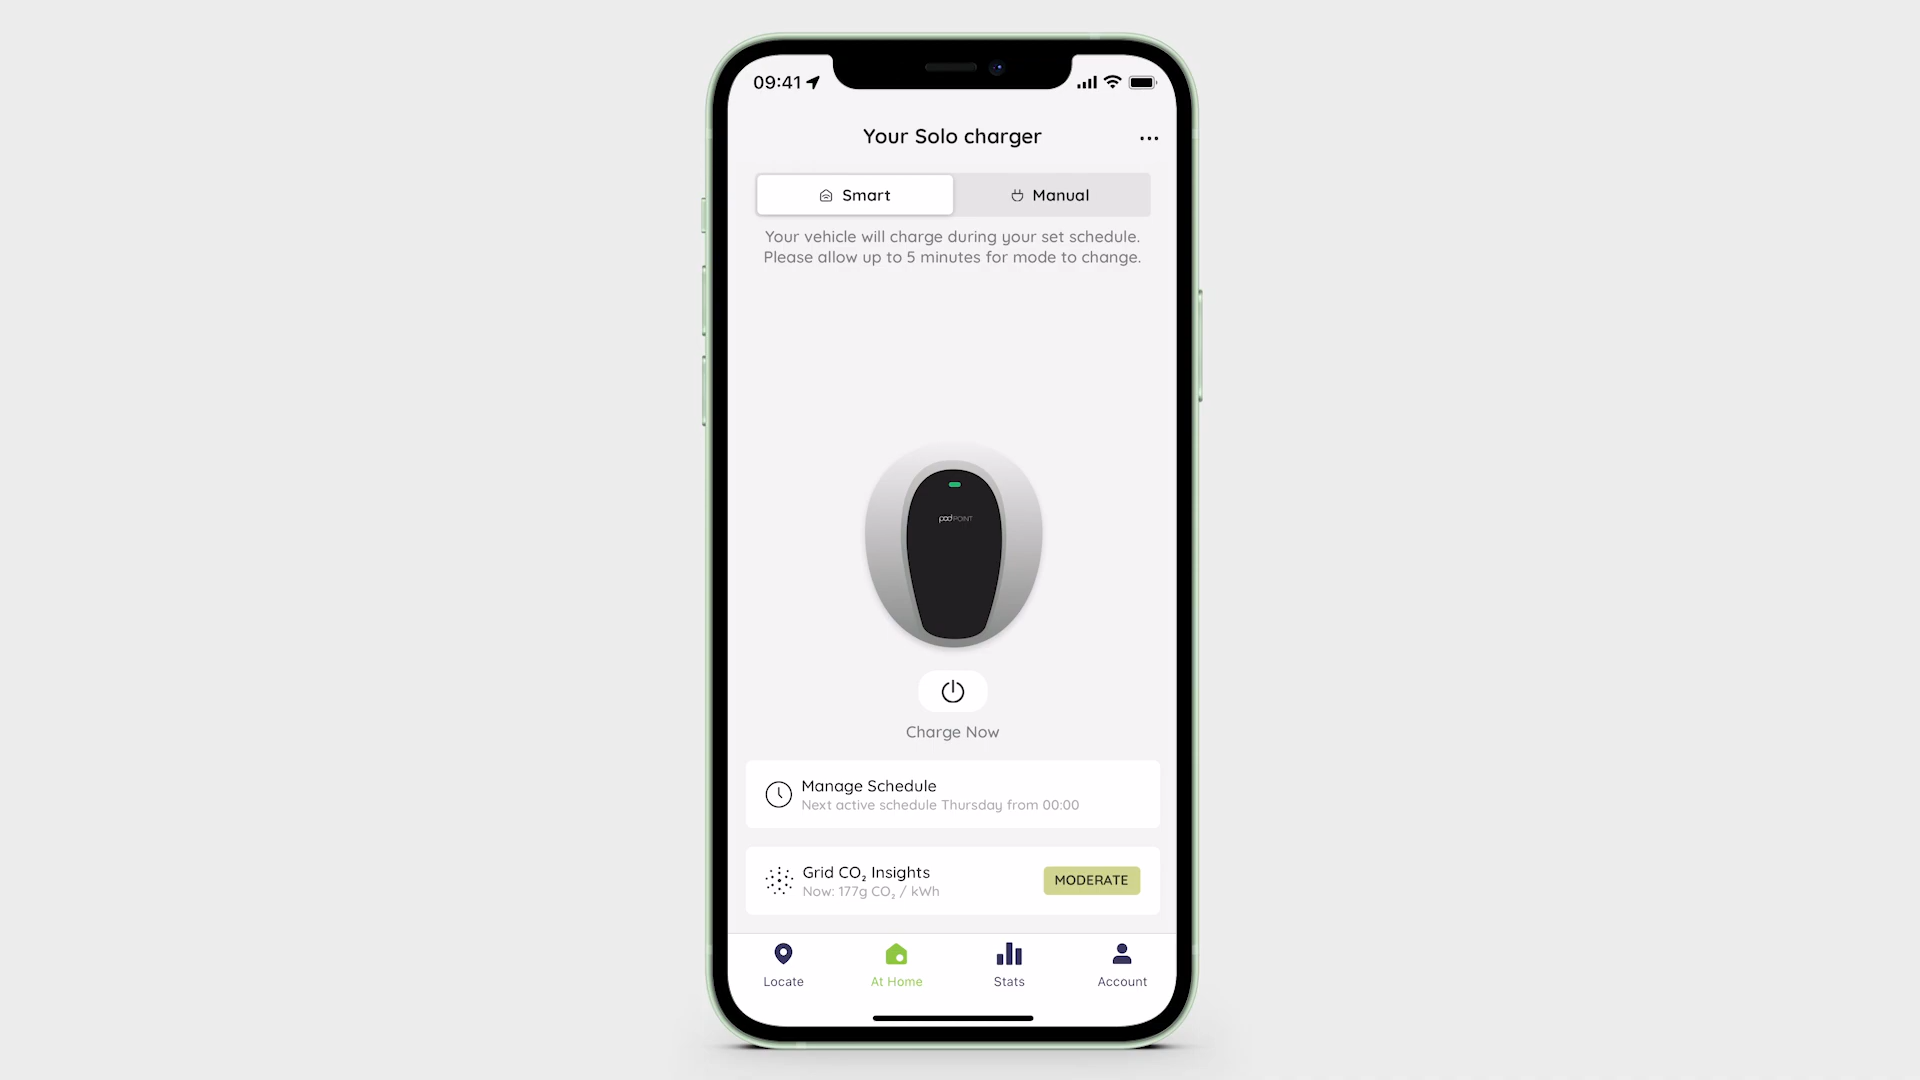 09:41
Your Solo charger
Smart
Manual
Your vehicle will charge during your set schedule.
Please allow up to 5 minutes for mode to change.
pod POINT
Charge Now
Manage Schedule
Next active schedule Thursday from 00:00
Grid CO₂ Insights
Now: 177g CO₂ / kWh
MODERATE
Locate
At Home
Stats
Account